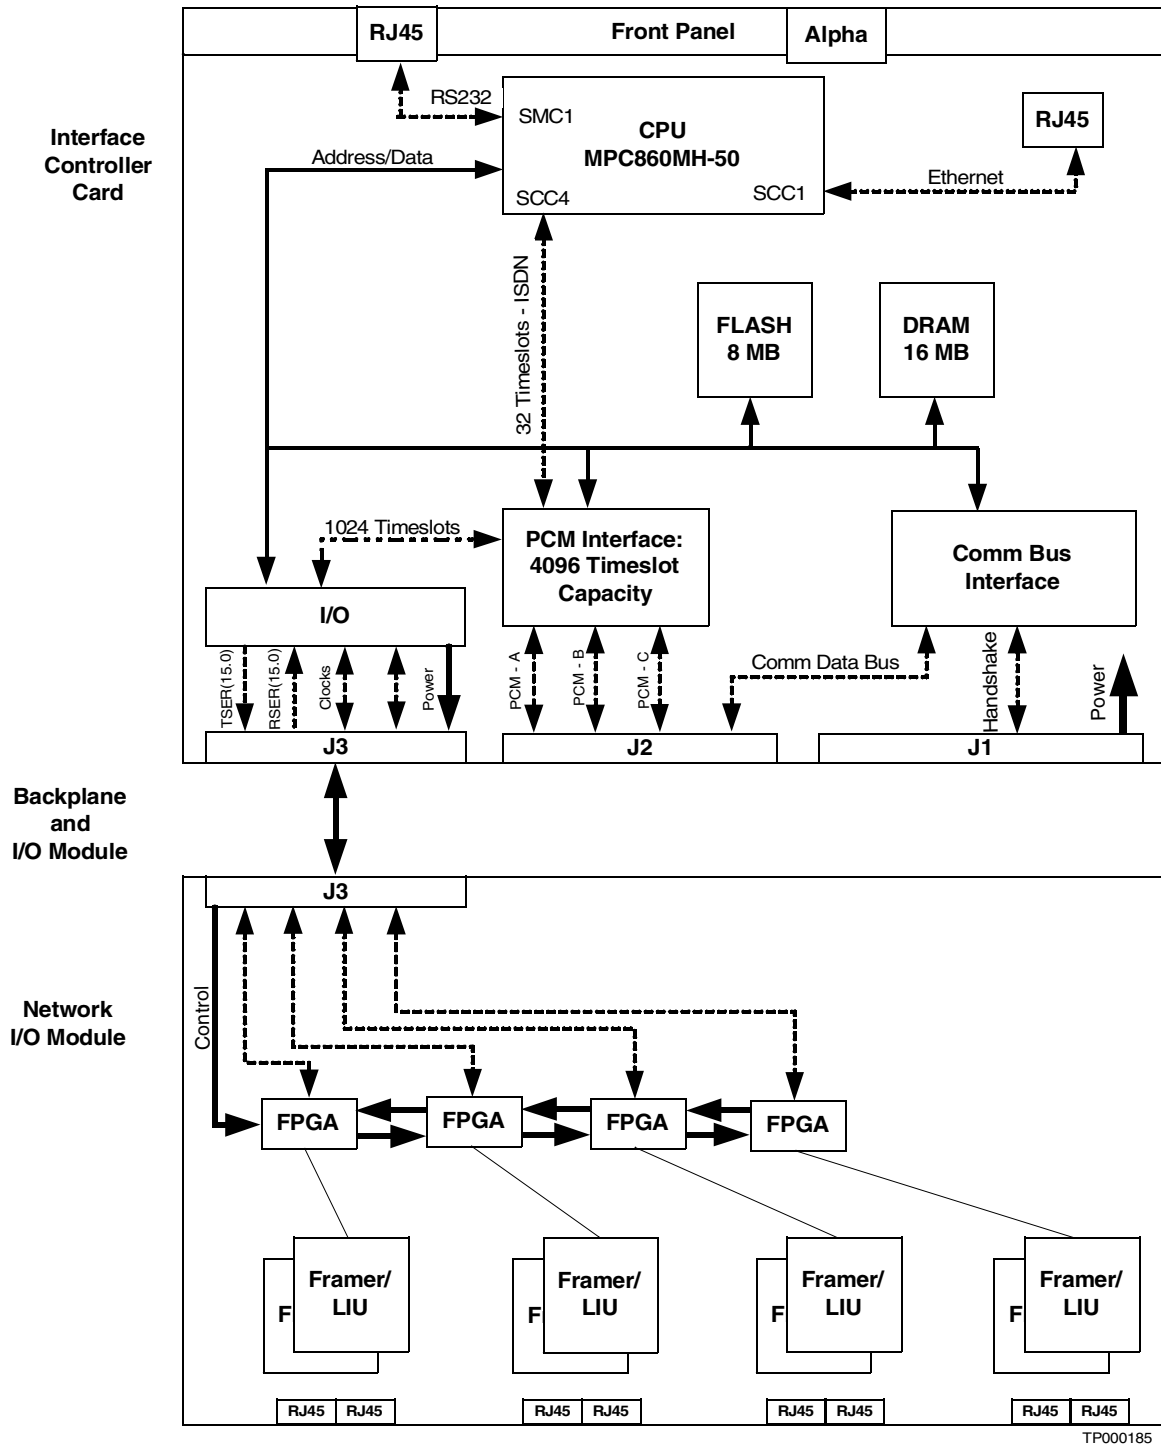 RJ45
Front Panel
Alpha
RS232
SMC1
CPU
MPC860MH-50
RJ45
Interface
Controller
Card
Address/Data
Ethernet
SCC4
SCC1
32 Timeslots - ISDN
FLASH
8 MB
DRAM
16 MB
1024 Timeslots
PCM Interface:
4096 Timeslot
Capacity
Comm Bus
Interface
I/O
TSER(15.0)
RSER(15.0)
Clocks
Power
PCM - A
PCM - B
PCM - C
Comm Data Bus
Handshake
Power
J3
J2
J1
Backplane
and
I/O Module
J3
Control
Network
I/O Module
FPGA
FPGA
FPGA
FPGA
Framer/
LIU
F
Framer/
LIU
F
Framer/
LIU
F
Framer/
LIU
F
RJ45
RJ45
RJ45
RJ45
RJ45
RJ45
RJ45
RJ45
TP000185